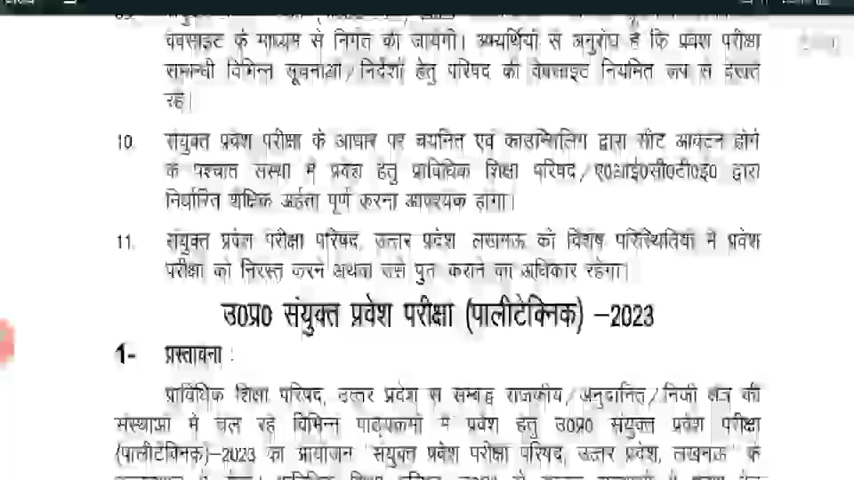 वेबसाइट के माध्यम से निर्गत की जायेगी। अभ्यर्थियों से अनुरोध है कि प्रवेश परीक्षा
सम्बन्धी विभिन्न सूचनाओं/निर्देशों हेतु परिषद की वेबसाइट नियमित रूप से देखते
रहें।
10. संयुक्त प्रवेश परीक्षा के आधार पर चयनित एवं काउन्सिलिंग द्वारा सीट आवंटन होने
के पश्चात संस्था में प्रवेश हेतु प्राविधिक शिक्षा परिषद/ए0आई0सी0टी0ई0 द्वारा
निर्धारित शैक्षिक अर्हता पूर्ण करना आवश्यक होगा।
11. संयुक्त प्रवेश परीक्षा परिषद, उत्तर प्रदेश लखनऊ को विशेष परिस्थितियों में प्रवेश
परीक्षा को निरस्त करने अथवा उसे पुनः कराने का अधिकार रहेगा।
उ0प्र0 संयुक्त प्रवेश परीक्षा (पालीटेक्निक) –2023
1- प्रस्तावना :
प्राविधिक शिक्षा परिषद, उत्तर प्रदेश से सम्बद्ध राजकीय/अनुदानित/निजी क्षेत्र की
संस्थाओं में चल रहे विभिन्न पाठ्यक्रमों में प्रवेश हेतु उ0प्र0 संयुक्त प्रवेश परीक्षा
(पालीटेक्निक)–2023 का आयोजन "संयुक्त प्रवेश परीक्षा परिषद, उत्तर प्रदेश, लखनऊ" के